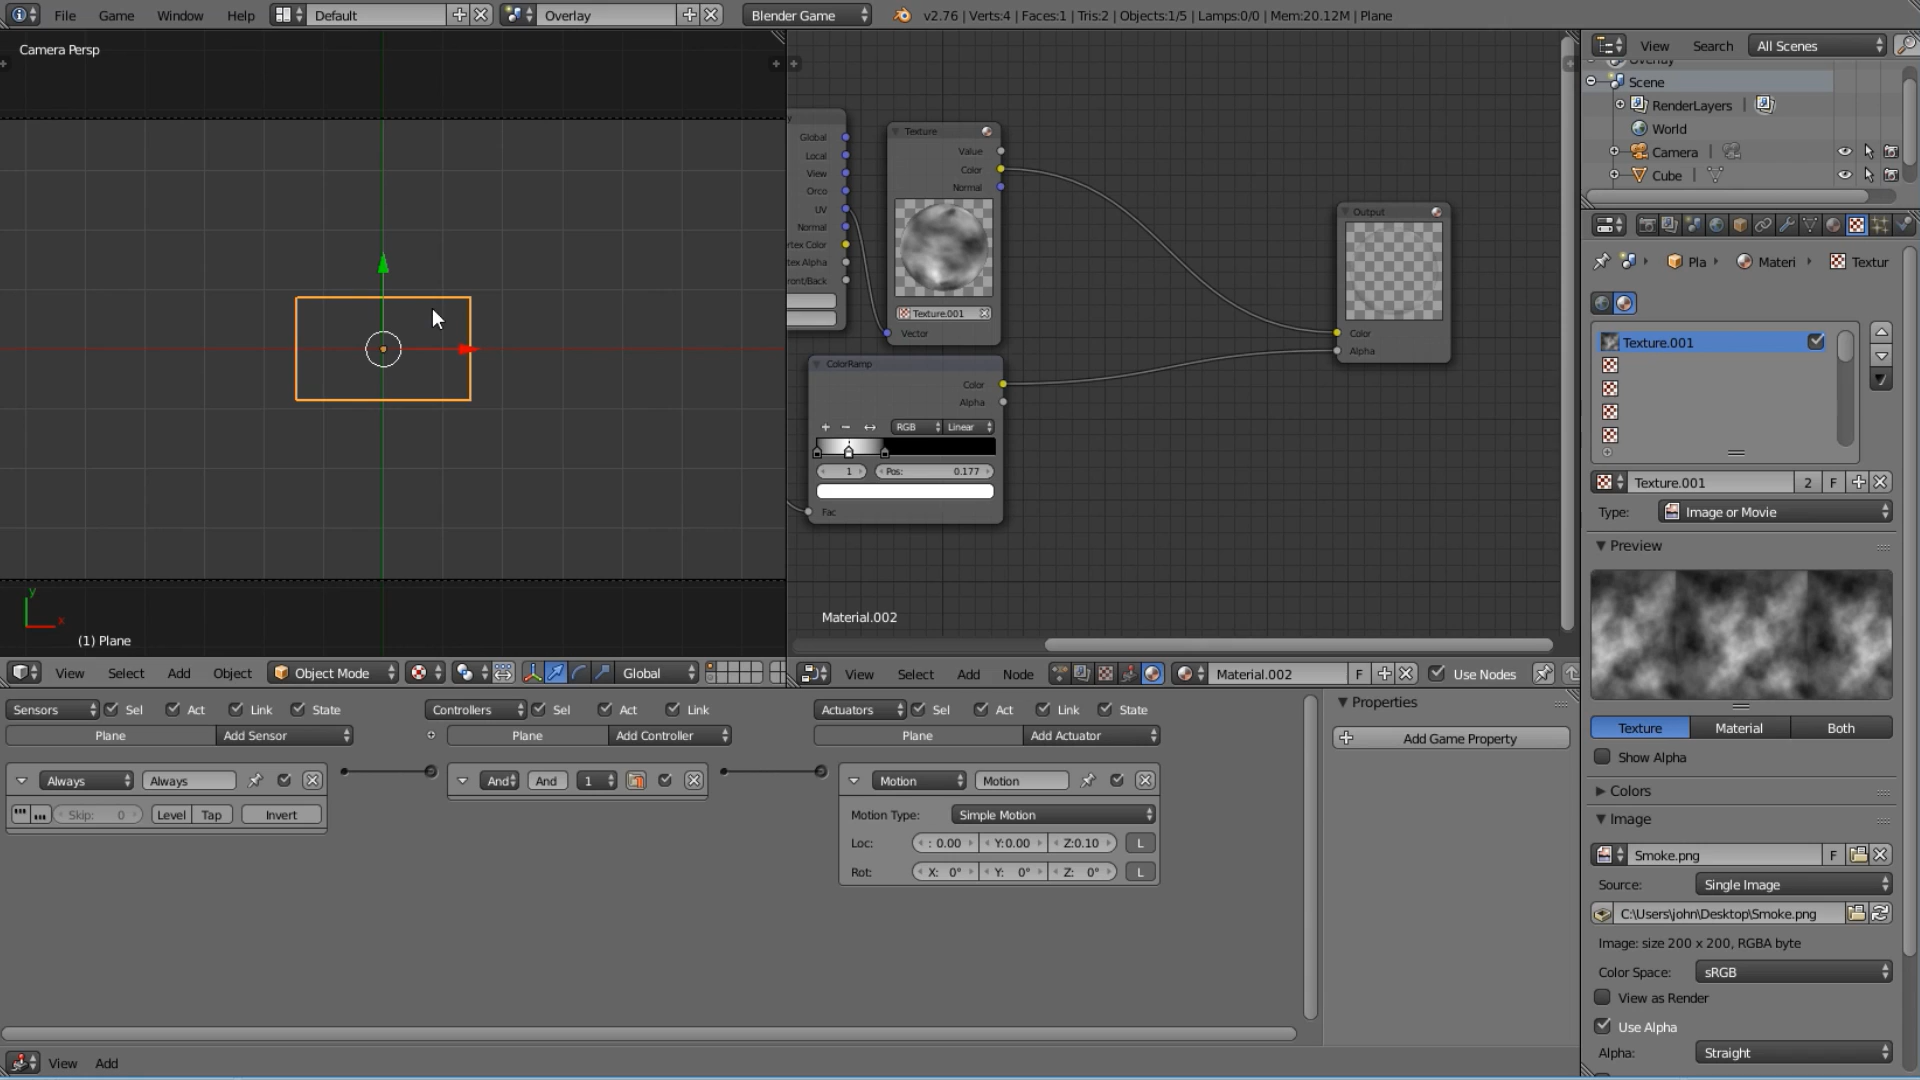 File Game Window Help Default Overlay Blender Game v2.76 | Verts:4 | Faces:1 | Tris:2 | Objects:1/5 | Lamps:0/0 | Mem:20.12M | Plane
Camera Persp
y
x
(1) Plane
View Select Add Object Object Mode Global
y
Global
Local
View
Orco
UV
Normal
rtex Color
tex Alpha
ront/Back
Texture
Value
Color
Normal
Texture.001
Vector
ColorRamp
Color
Alpha
RGB Linear
1 Pos: 0.177
Fac
Output
Color
Alpha
Material.002
View Select Add Node Material.002 F Use Nodes
View Search All Scenes
Overlay
Scene
RenderLayers |
World
Camera |
Cube |
Pla Materi Textur
Texture.001
Texture.001 2 F
Type: Image or Movie
Preview
Texture Material Both
Show Alpha
Colors
Image
Smoke.png F
Source: Single Image
C:\Users\john\Desktop\Smoke.png
Image: size 200 x 200, RGBA byte
Color Space: sRGB
View as Render
Use Alpha
Alpha: Straight
Sensors Sel Act Link State
Plane Add Sensor
Always Always
Skip: 0 Level Tap Invert
Controllers Sel Act Link
Plane Add Controller
And And 1
Actuators Sel Act Link State
Plane Add Actuator
Motion Motion
Motion Type: Simple Motion
Loc: : 0.00 Y:0.00 Z:0.10 L
Rot: X: 0° Y: 0° Z: 0° L
Properties
Add Game Property
View Add